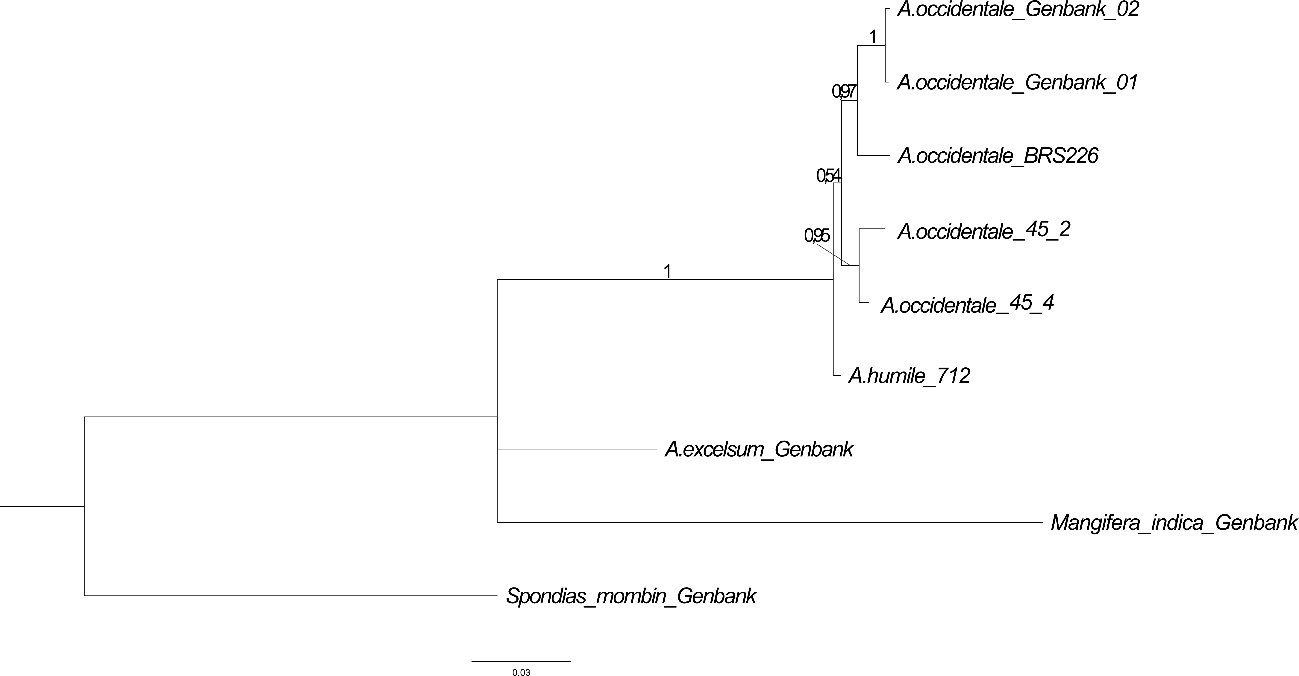 A.occidentale_Genbank_02
1
A.occidentale_Genbank_01
0,97
A.occidentale_BRS226
0,54
A.occidentale_45_2
0,95
1
A.occidentale_45_4
A.humile_712
A.excelsum_Genbank
Mangifera_indica_Genbank
Spondias_mombin_Genbank
0.03